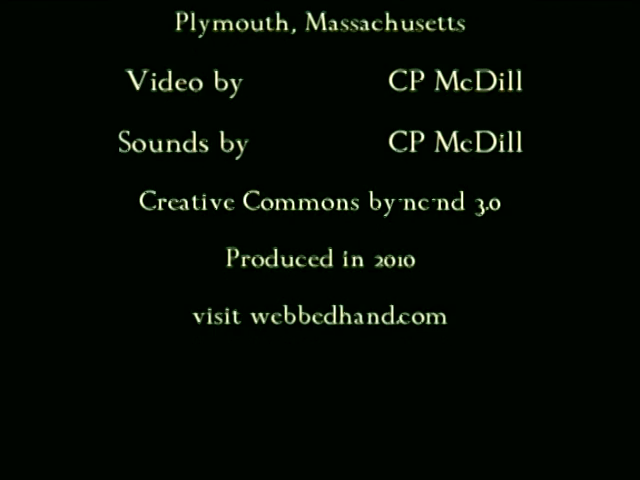 Plymouth, Massachusetts
Video by CP McDill
Sounds by CP McDill
Creative Commons by-nc-nd 3.0
Produced in 2010
visit webbedhand.com